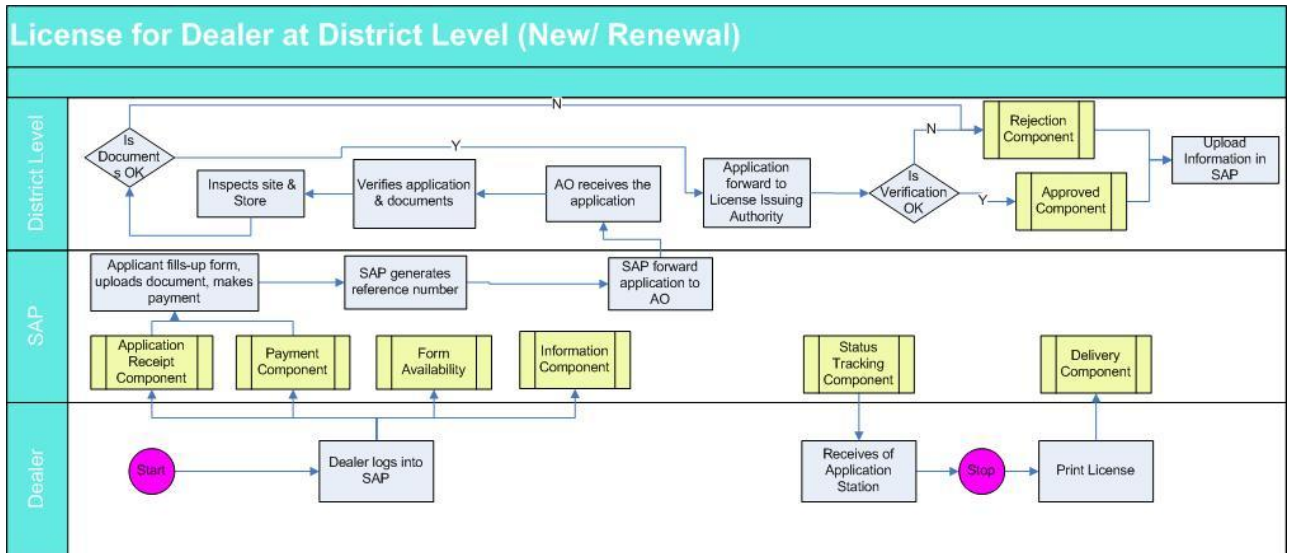 License for Dealer at District Level (New/ Renewal)
District Level
Is
Document
s OK
N
Y
Inspects site &
Store
Verifies application
& documents
AO receives the
application
Application
forward to
License Issuing
Authority
Is
Verification
OK
N
Y
Rejection
Component
Approved
Component
Upload
Information in
SAP
SAP
Applicant fills-up form,
uploads document, makes
payment
SAP generates
reference number
SAP forward
application to
AO
Application
Receipt
Component
Payment
Component
Form
Availability
Information
Component
Status
Tracking
Component
Delivery
Component
Dealer
Start
Dealer logs into
SAP
Receives of
Application
Station
Stop
Print License